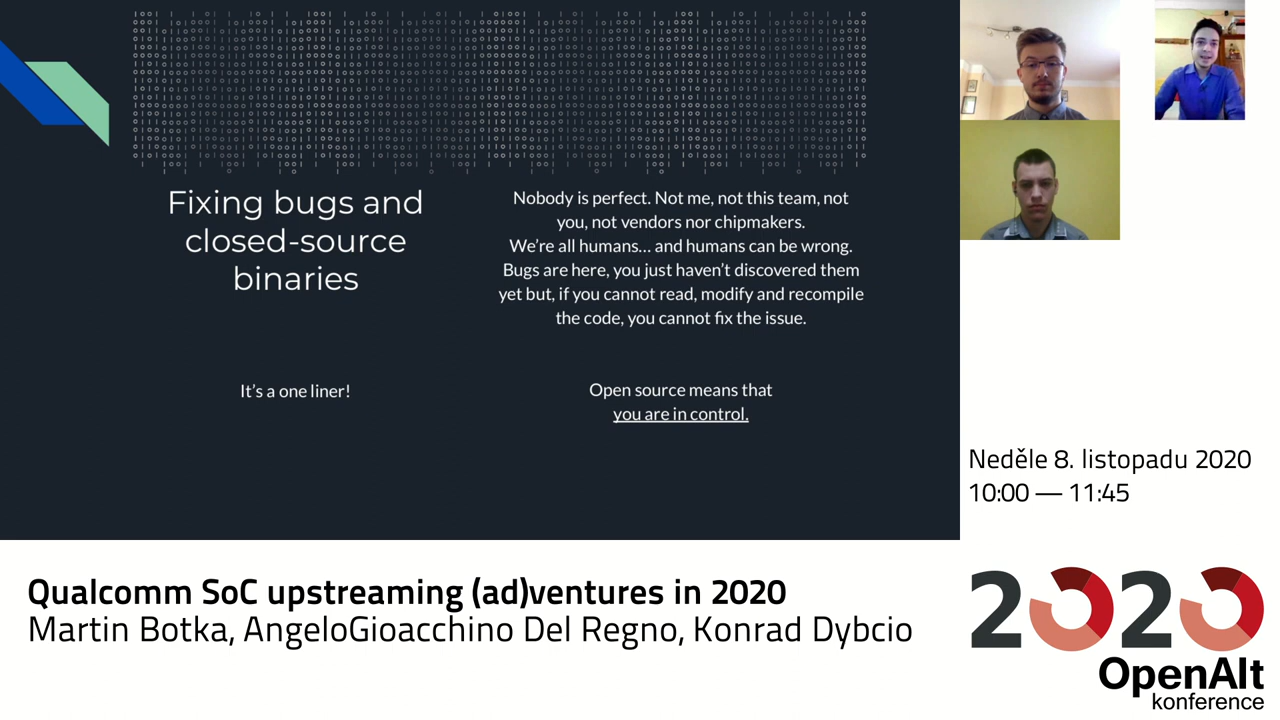 Fixing bugs and
closed-source
binaries
It's a one liner!
Nobody is perfect. Not me, not this team, not
you, not vendors nor chipmakers.
We're all humans... and humans can be wrong.
Bugs are here, you just haven't discovered them
yet but, if you cannot read, modify and recompile
the code, you cannot fix the issue.
Open source means that
you are in control.
Neděle 8. listopadu 2020
10:00 — 11:45
Qualcomm SoC upstreaming (ad)ventures in 2020
Martin Botka, AngeloGioacchino Del Regno, Konrad Dybcio
2020
OpenAlt
konference